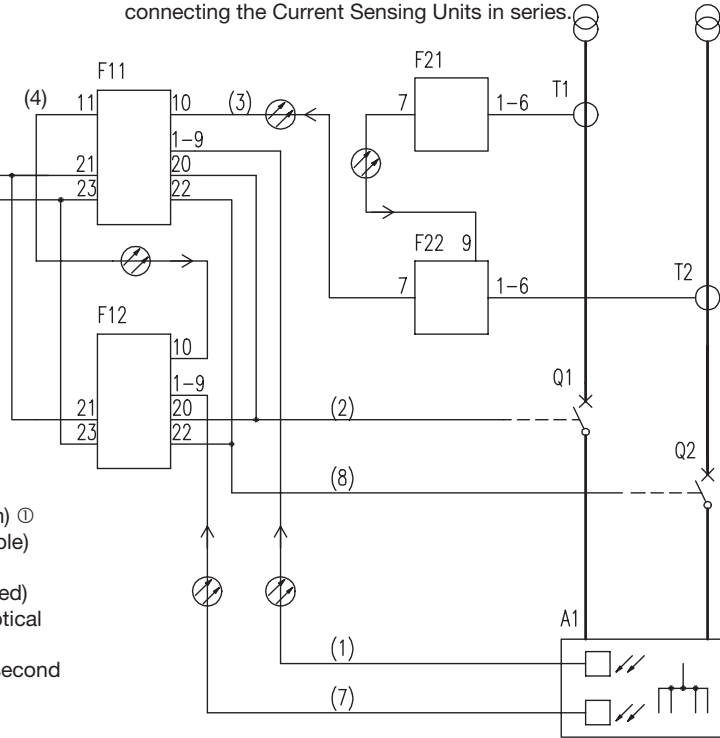 connecting the Current Sensing Units in series.
F11
F21
(4)
11
10
(3)
7
1-6
T1
1-9
21
20
23
22
F22
9
7
1-6
T2
F12
10
1-9
Q1
21
20
(2)
23
22
Q2
(8)
n) ①
ble)
ed)
otical
A1
(1)
second
(7)